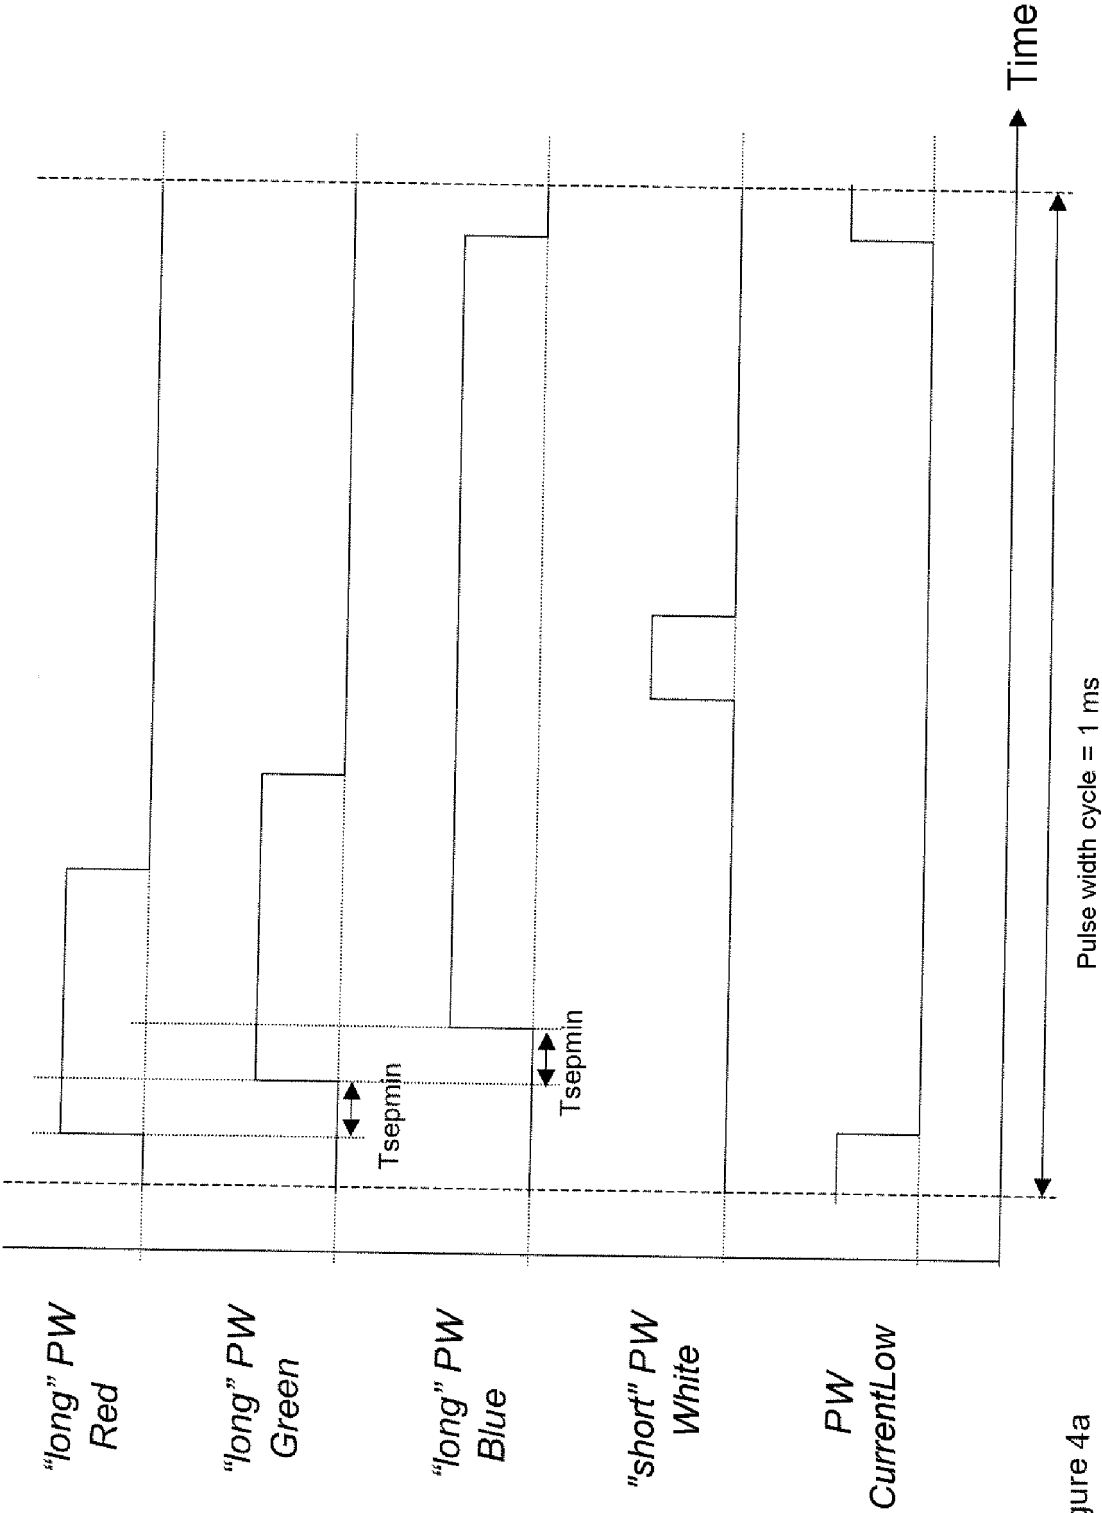 “long” PW
Red
“long” PW
Green
Tsepmin
“long” PW
Blue
Tsepmin
"short" PW
White
PW
CurrentLow
Time
Pulse width cycle = 1 ms
gure 4a